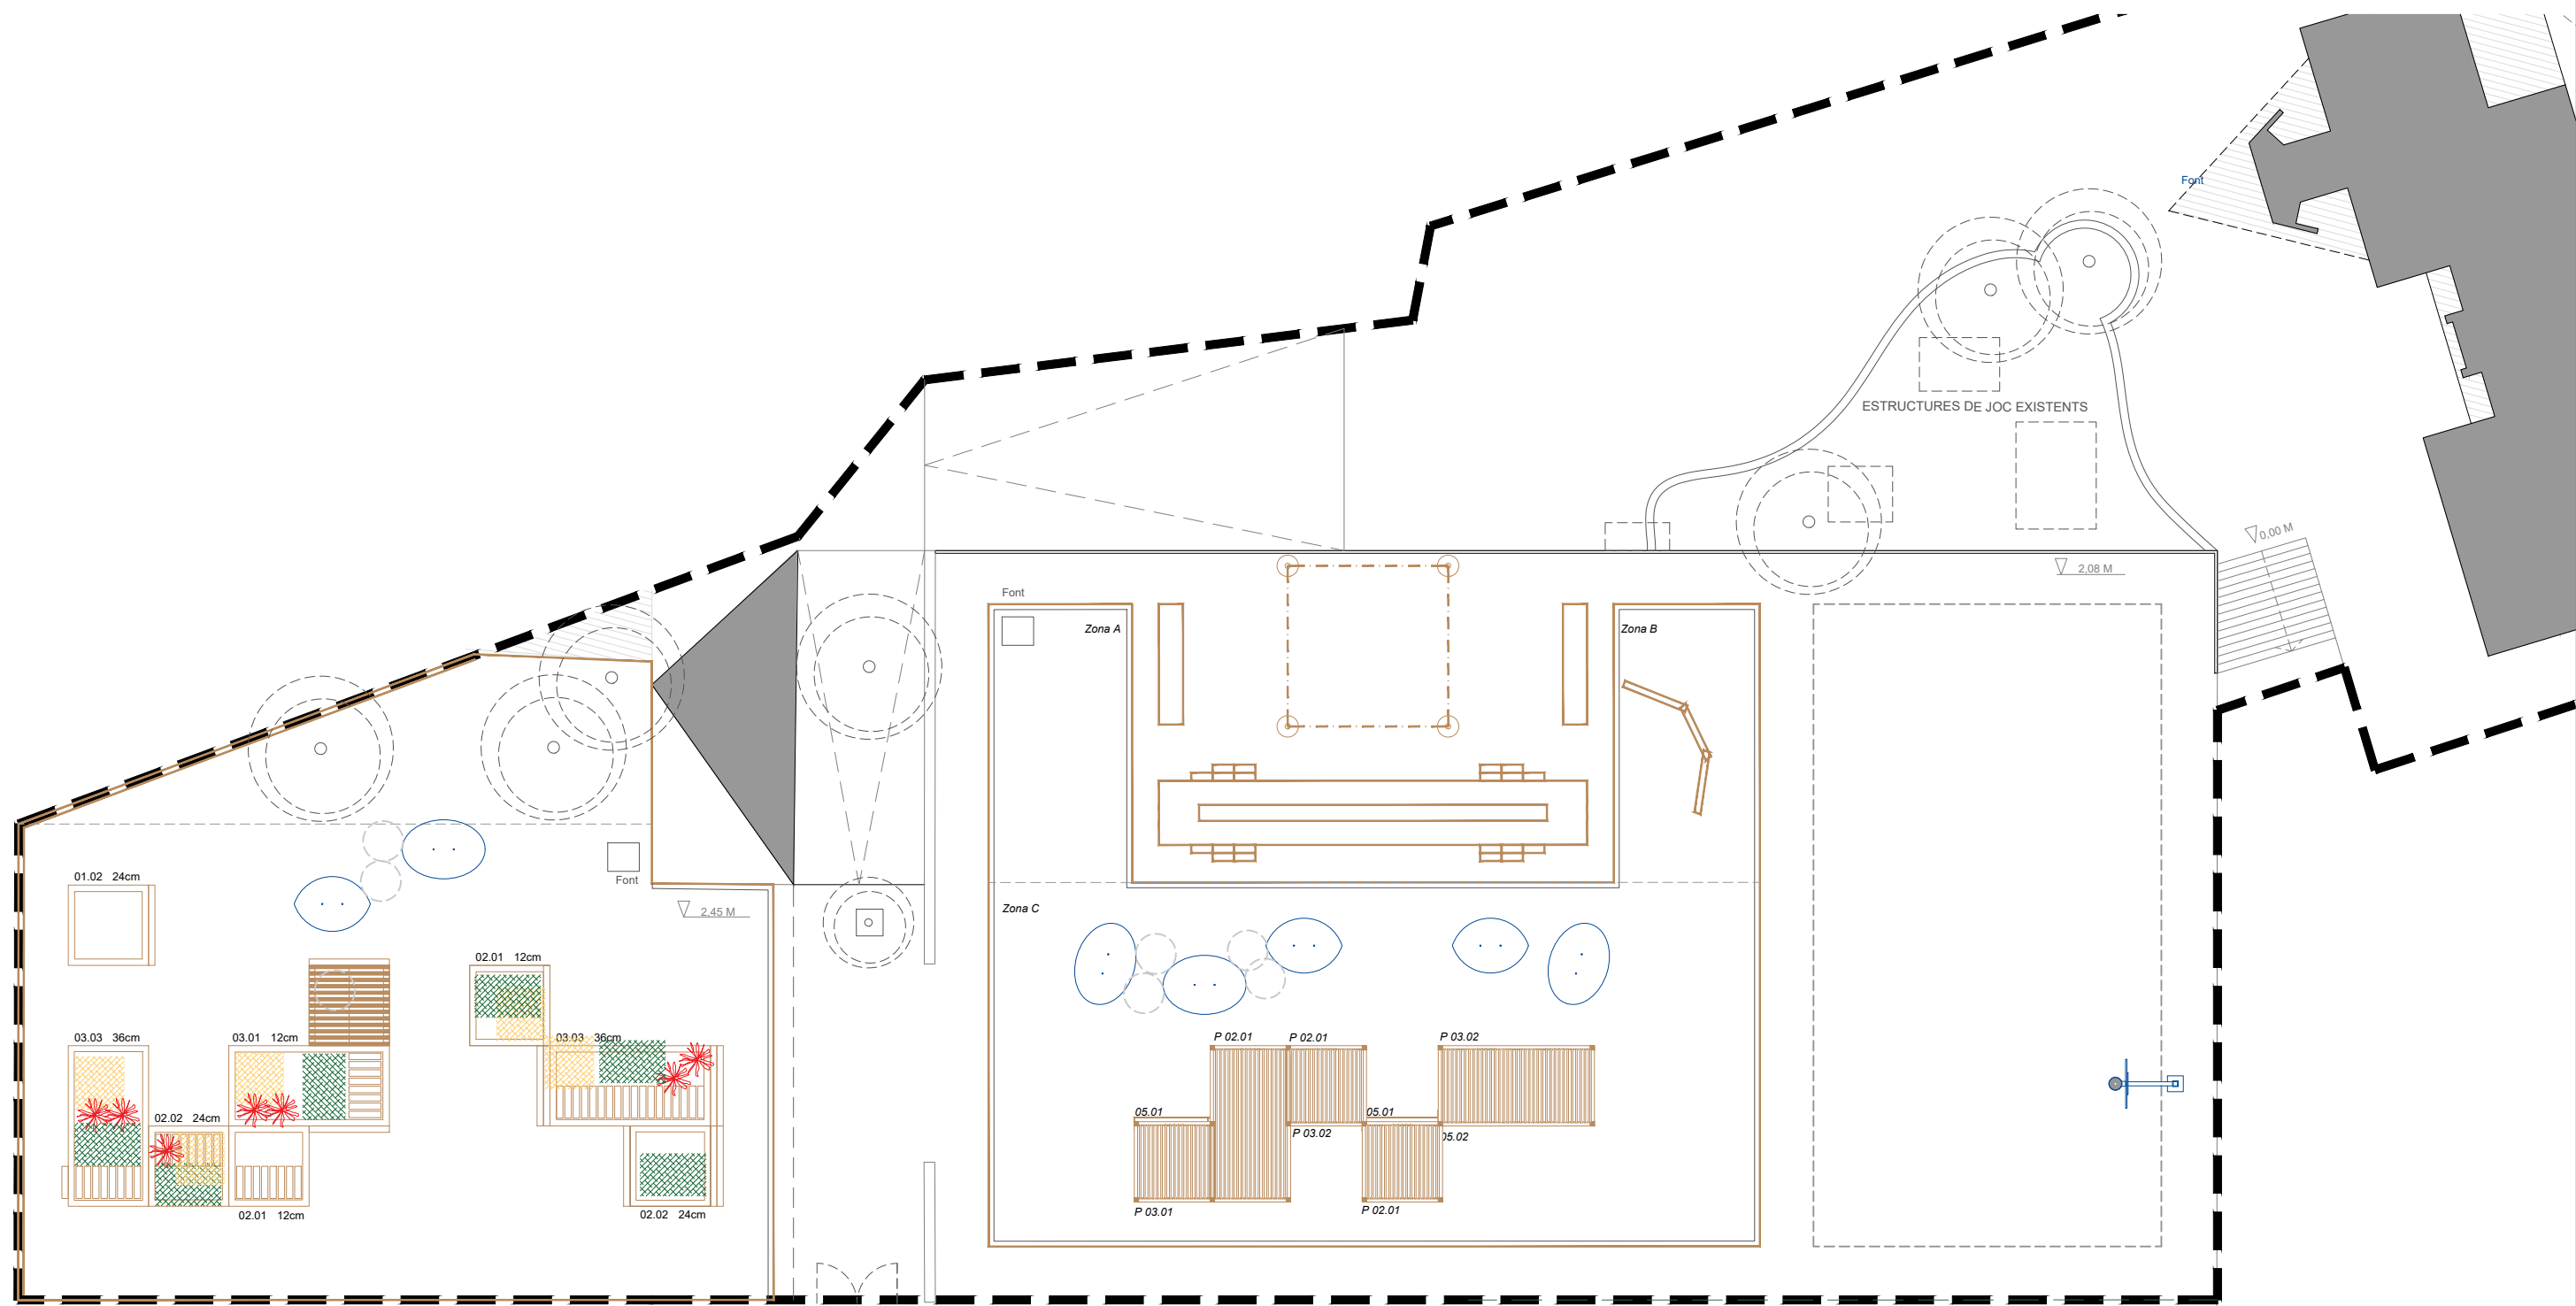 Font
ESTRUCTURES DE JOC EXISTENTS
0,00 M
2,08 M
Font
Zona A
Zona B
Font
01.02 24cm
2,45 M
Zona C
02.01 12cm
03.03 36cm
03.01 12cm
03.03 36cm
P 02.01
P 02.01
P 03.02
02.02 24cm
05.01
05.01
P 03.02
05.02
02.01 12cm
02.02 24cm
P 03.01
P 02.01